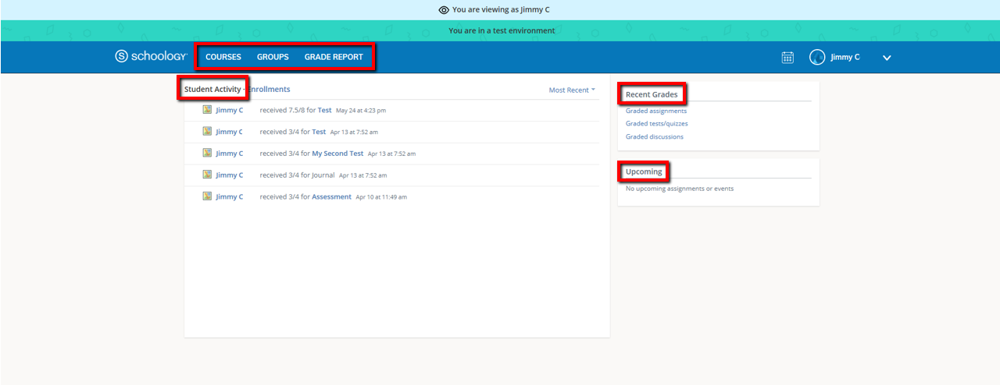 You are viewing as Jimmy C
You are in a test environment
S schoology
COURSES GROUPS GRADE REPORT
Jimmy C
Student Activity · Enrollments
Most Recent
Jimmy C received 7.5/8 for Test May 24 at 4:23 pm
Jimmy C received 3/4 for Test Apr 13 at 7:52 am
Jimmy C received 3/4 for My Second Test Apr 13 at 7:52 am
Jimmy C received 3/4 for Journal Apr 13 at 7:52 am
Jimmy C received 3/4 for Assessment Apr 10 at 11:49 am
Recent Grades
Graded assignments
Graded tests/quizzes
Graded discussions
Upcoming
No upcoming assignments or events